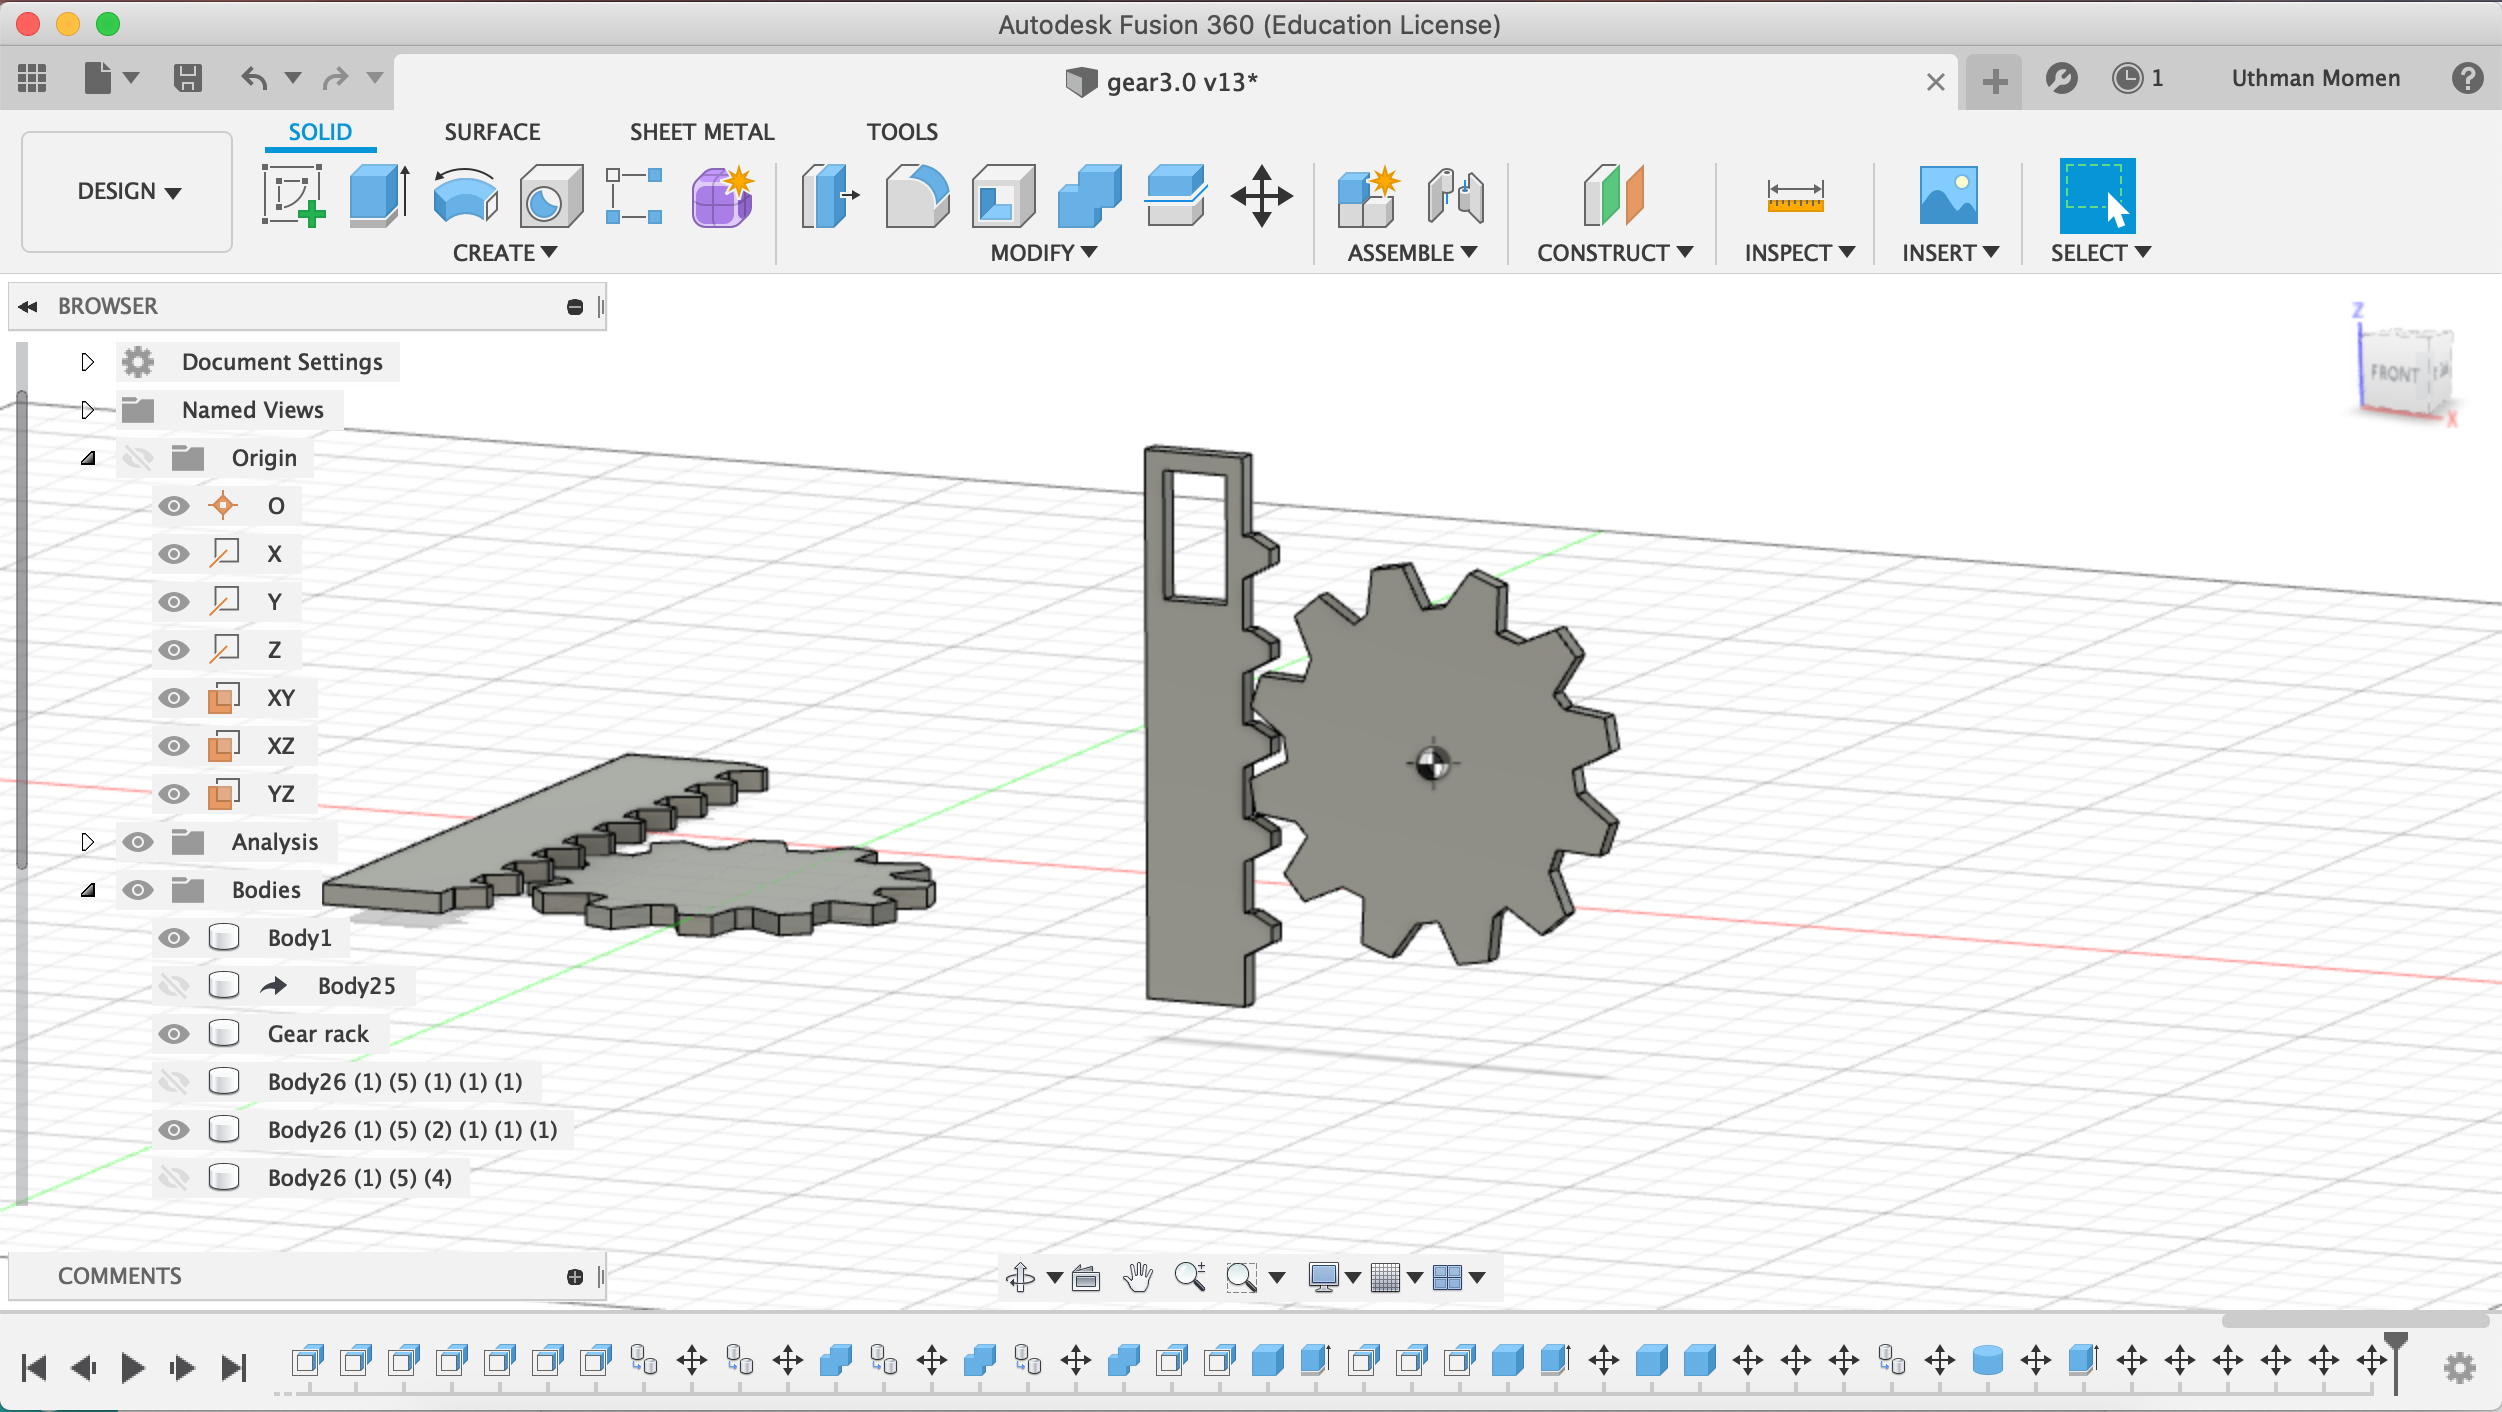 Autodesk Fusion 360 (Education License)
gear3.0 v13*
1
Uthman Momen
SOLID
SURFACE
SHEET METAL
TOOLS
DESIGN
CREATE
MODIFY
ASSEMBLE
CONSTRUCT
INSPECT
INSERT
SELECT
BROWSER
Document Settings
Named Views
Origin
O
X
Y
Z
XY
XZ
YZ
Analysis
Bodies
Body1
Body25
Gear rack
Body26 (1) (5) (1) (1) (1)
Body26 (1) (5) (2) (1) (1) (1)
Body26 (1) (5) (4)
Z
FRONT
X
COMMENTS